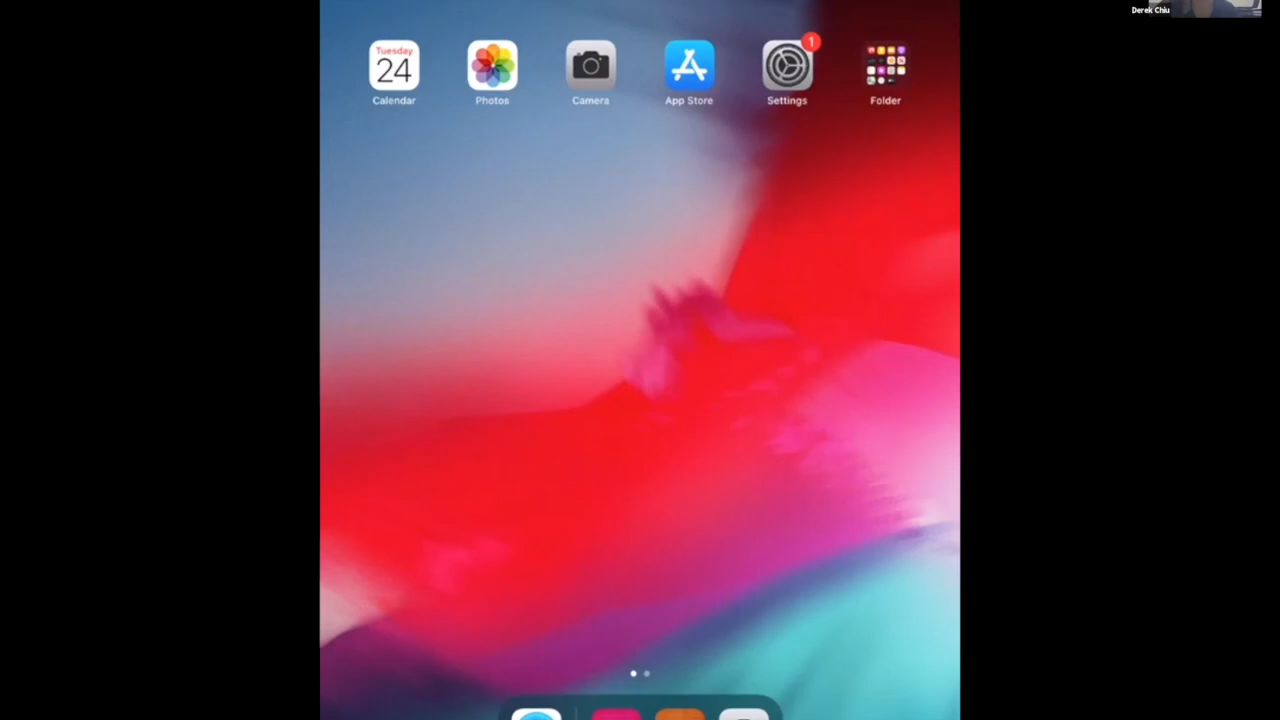 Derek Chiu
Tuesday
24
1
Calendar
Photos
Camera
App Store
Settings
Folder